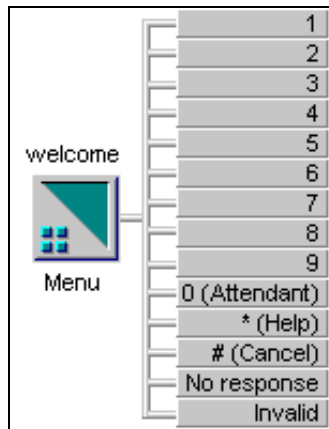 welcome
Menu
1
2
3
4
5
6
7
8
9
0 (Attendant)
* (Help)
# (Cancel)
No response
Invalid